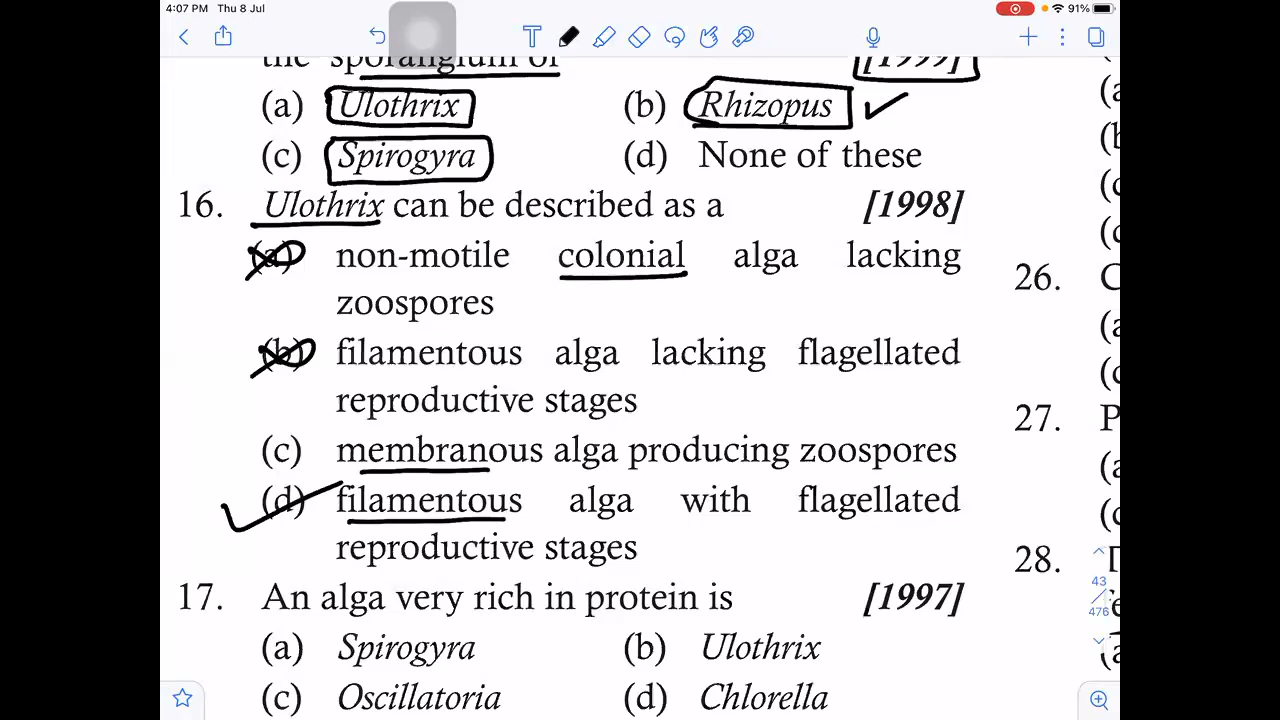 4:07 PM Thu 8 Jul
91%
the sporangium of [1999]
(a) Ulothrix (b) Rhizopus
(c) Spirogyra (d) None of these
16. Ulothrix can be described as a [1998]
(a) non-motile colonial alga lacking
zoospores
(b) filamentous alga lacking flagellated
reproductive stages
(c) membranous alga producing zoospores
(d) filamentous alga with flagellated
reproductive stages
17. An alga very rich in protein is [1997]
(a) Spirogyra (b) Ulothrix
(c) Oscillatoria (d) Chlorella
26.
27. P
28.
43
476